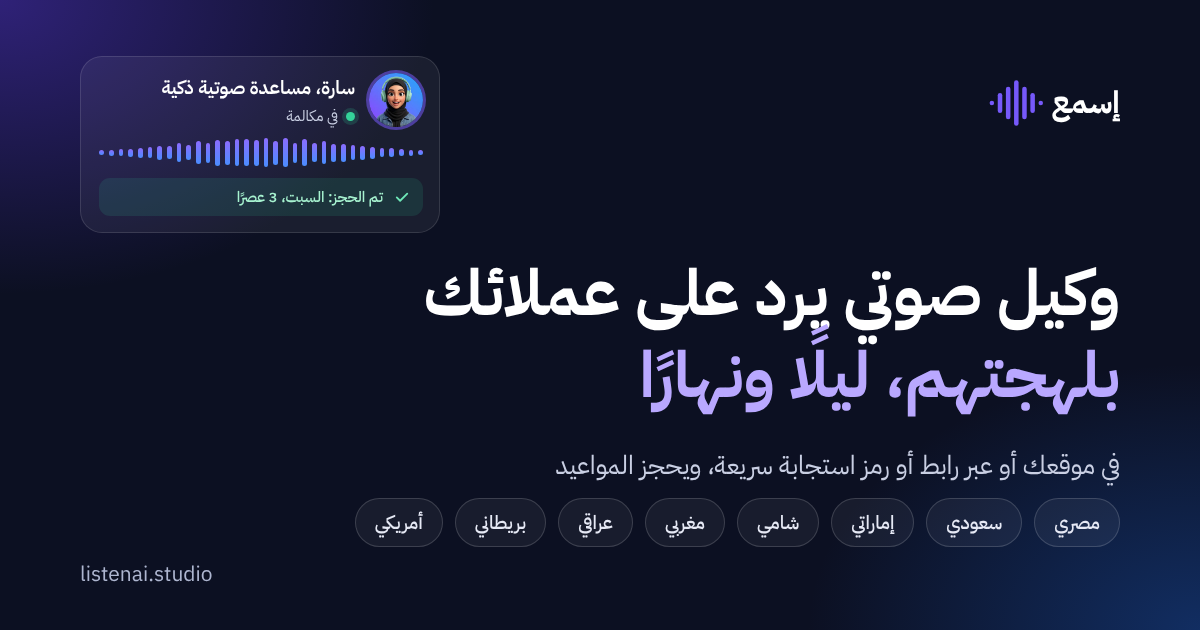 إسمع
سارة، مساعدة صوتية ذكية
في مكالمة
تم الحجز: السبت، 3 عصرًا
وكيل صوتي يرد على عملائك
بلهجتهم، ليلًا ونهارًا
في موقعك أو عبر رابط أو رمز استجابة سريعة، ويحجز المواعيد
مصري سعودي إماراتي شامي مغربي عراقي بريطاني أمريكي
listenai.studio